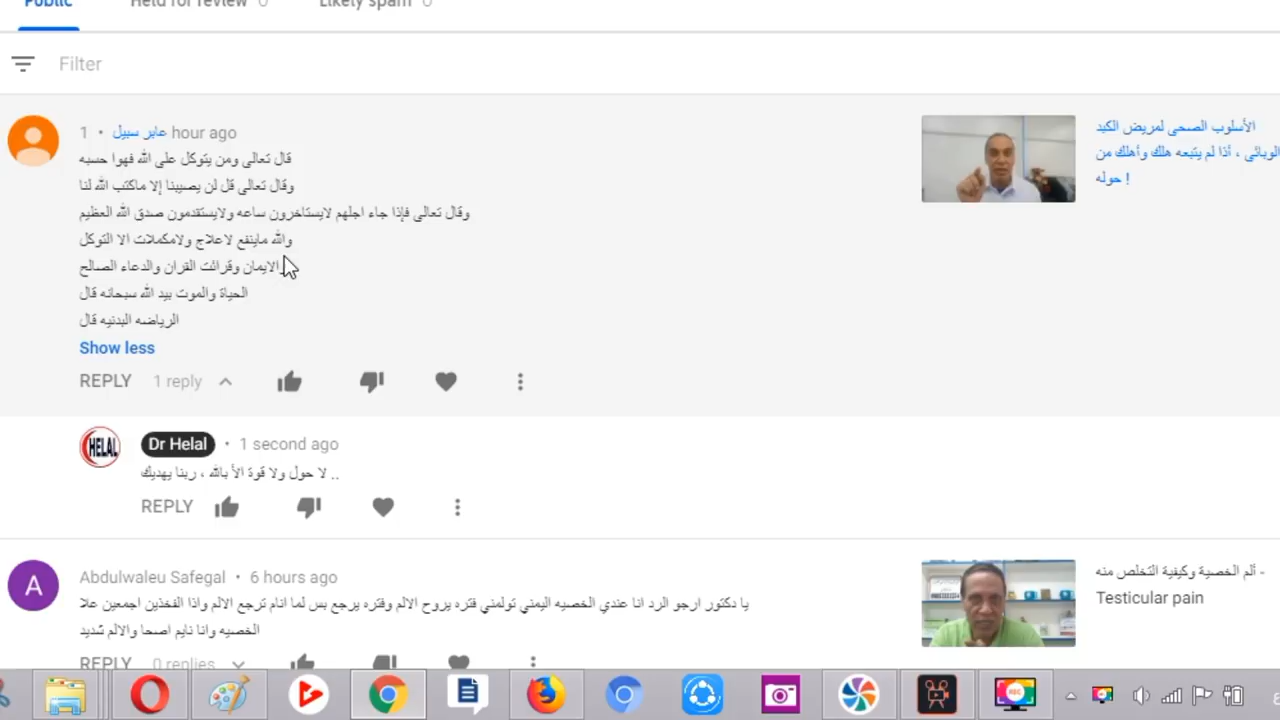 Public Held for review 0 Likely spam 0
Filter
1 • عابر سبيل hour ago
قال تعالى ومن يتوكل على الله فهوا حسبه
وقال تعالى قل لن يصيبنا إلا ماكتب الله لنا
وقال تعالى فإذا جاء اجلهم لايستاخرون ساعه ولايستقدمون صدق الله العظيم
والله ماينفع لاعلاج ولامكملات الا التوكل
الايمان وقرائت القران والدعاء الصالح
الحياة والموت بيد الله سبحانه قال
الرياضه البدنيه قال
Show less
REPLY 1 reply
الأسلوب الصحى لمريض الكبد
الوبائى ، أذا لم يتبعه هلك وأهلك من
حوله !
HELAL
Dr Helal • 1 second ago
لا حول ولا قوة الأ بالله ، ربنا يهديك ..
REPLY
A
Abdulwaleu Safegal • 6 hours ago
يا دكتور ارجو الرد انا عندي الخصيه اليمني تولمني فتره يروح الالم وفتره يرجع بس لما انام ترجع الالم واذا الفخذين اجمعين علا
الخصيه وانا نايم اصحا والالم شديد
REPLY 0 replies
ألم الخصية وكيفية التخلص منه -
Testicular pain
REC